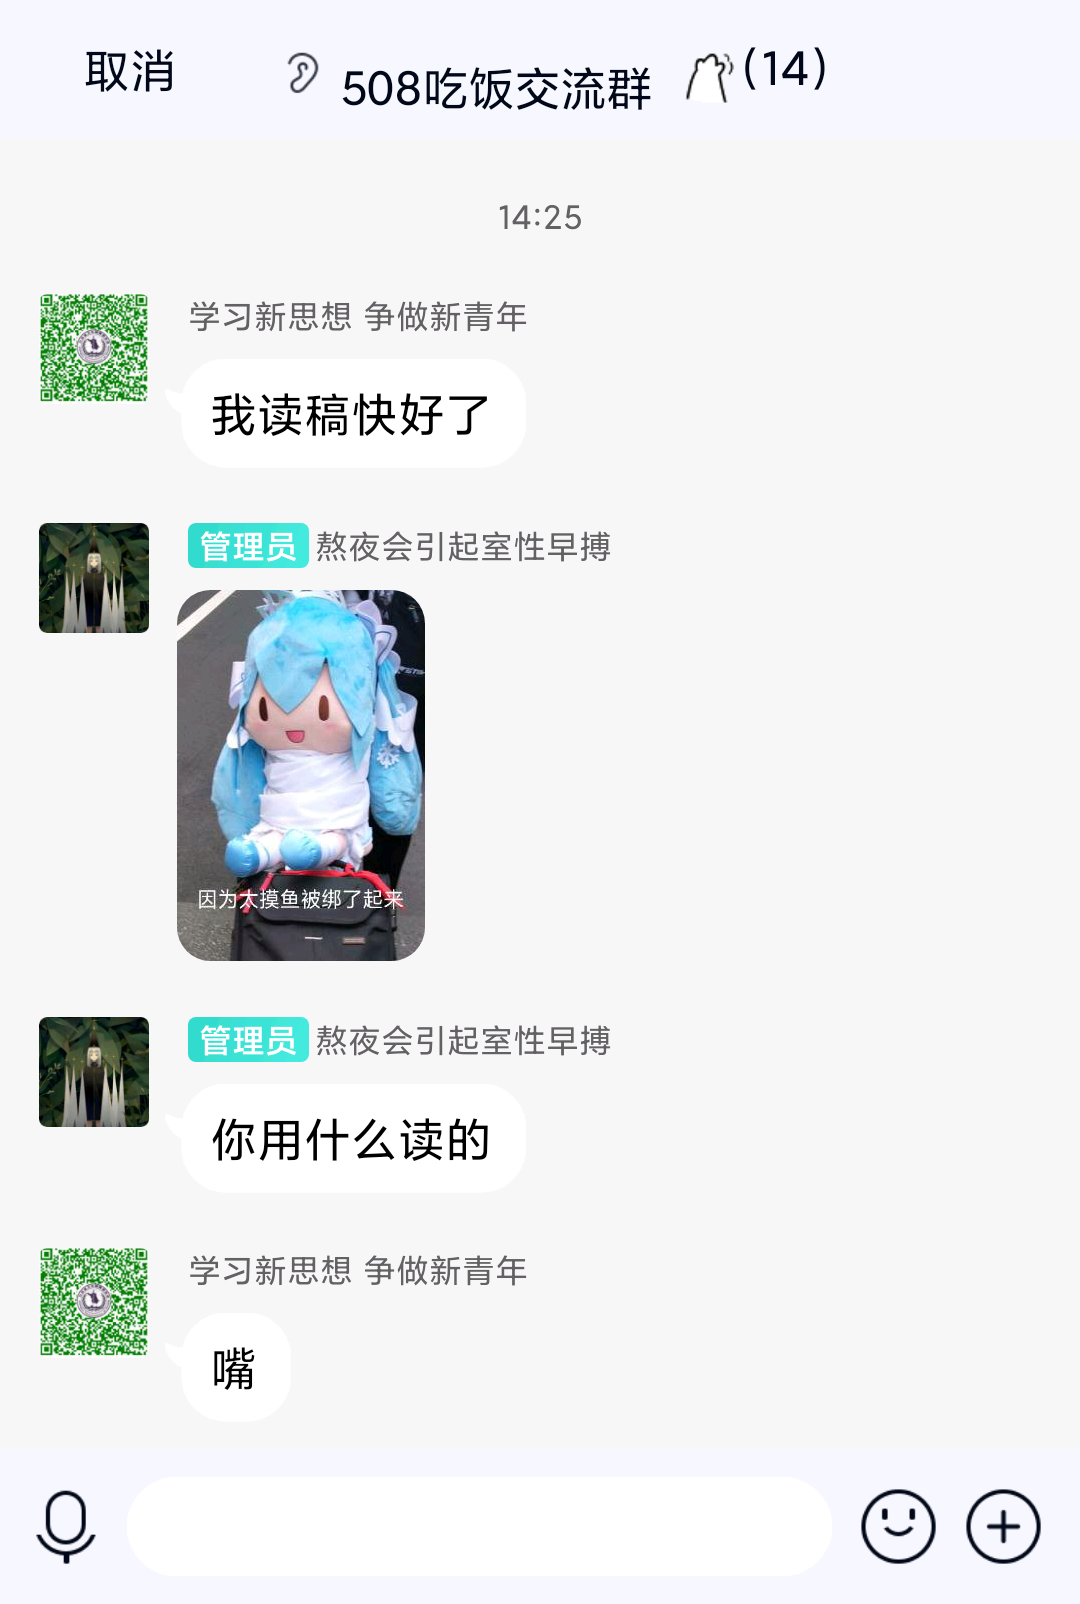 取消
508吃饭交流群 (14)
14:25
学习新思想 争做新青年
我读稿快好了
管理员 熬夜会引起室性早搏
因为太摸鱼被绑了起来
管理员 熬夜会引起室性早搏
你用什么读的
学习新思想 争做新青年
嘴